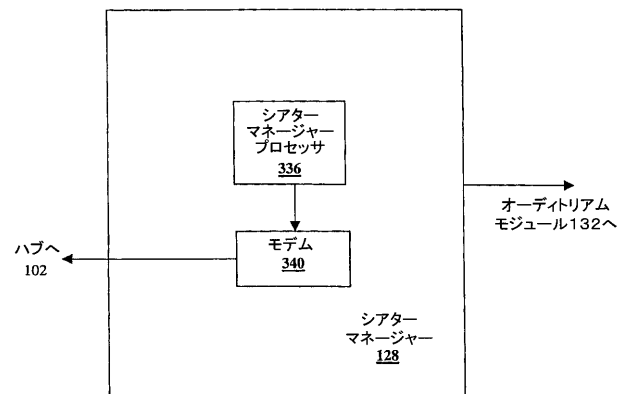 シアター
マネージャー
プロセッサ
336
オーディトリアム
モジュール132へ
モデム
340
ハブへ
102
シアター
マネージャー
128